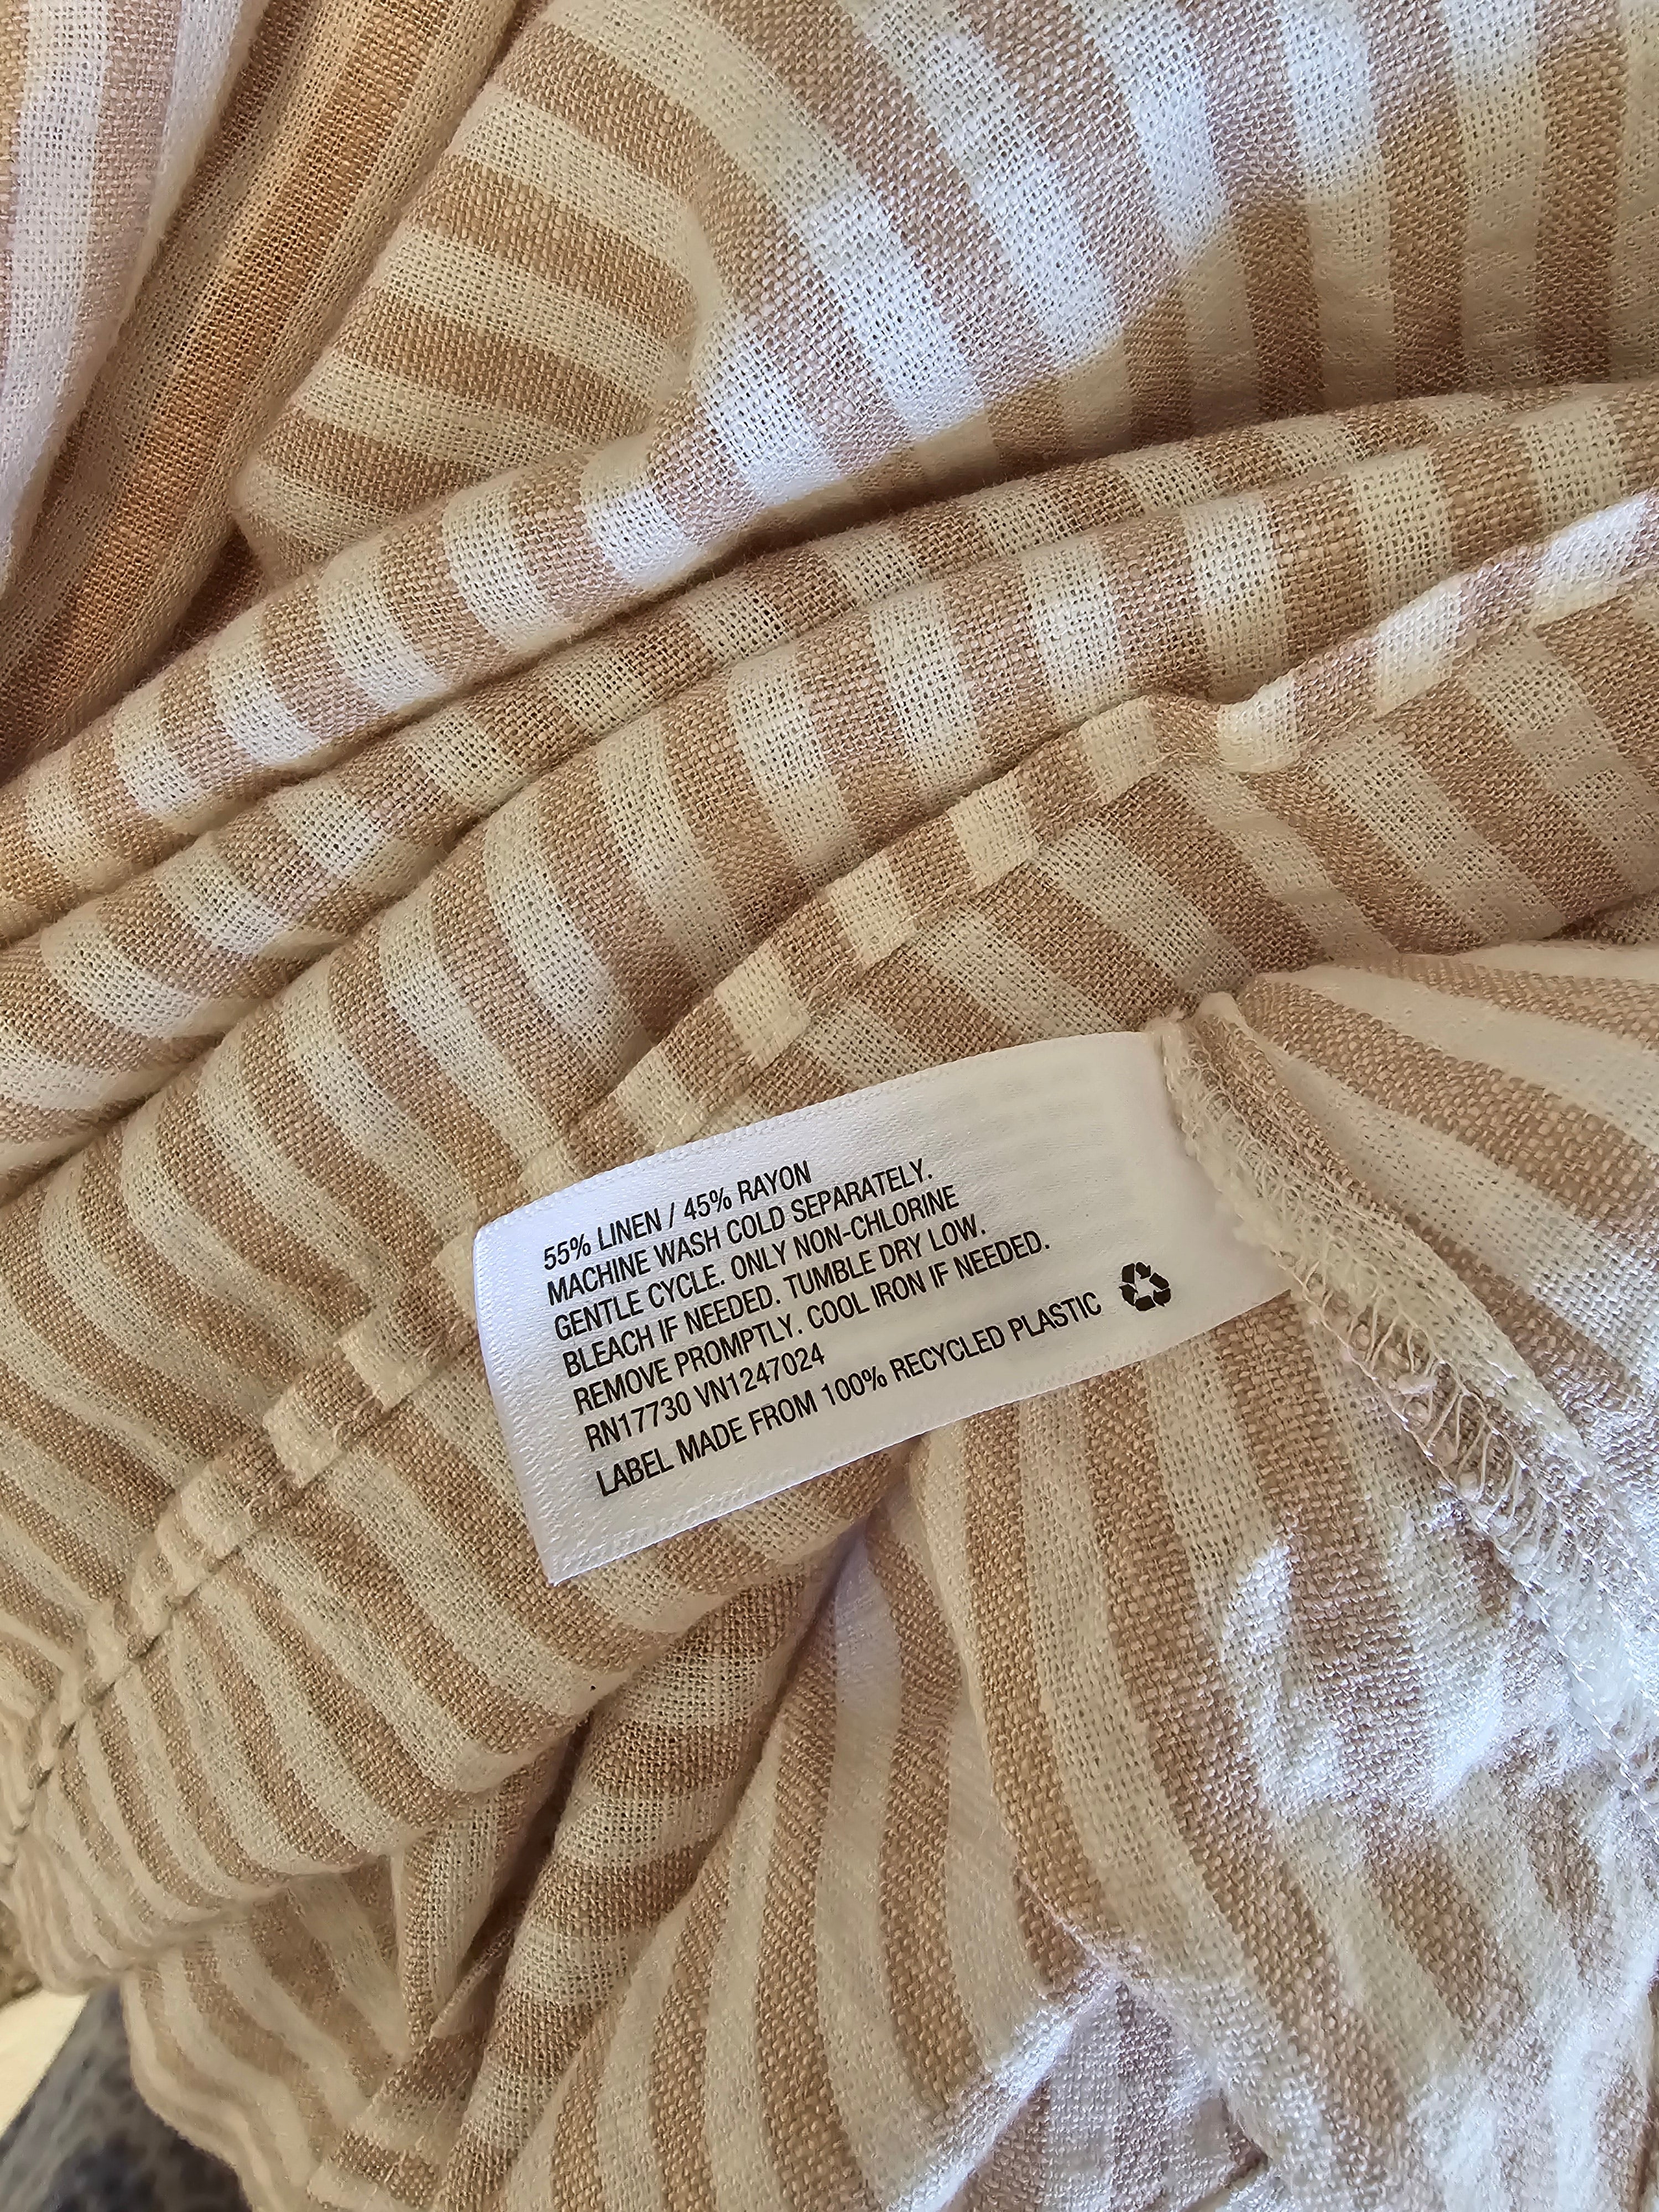 55% LINEN / 45% RAYON
MACHINE WASH COLD SEPARATELY.
GENTLE CYCLE. ONLY NON-CHLORINE
BLEACH IF NEEDED. TUMBLE DRY LOW.
REMOVE PROMPTLY. COOL IRON IF NEEDED.
RN17730 VN1247024
LABEL MADE FROM 100% RECYCLED PLASTIC